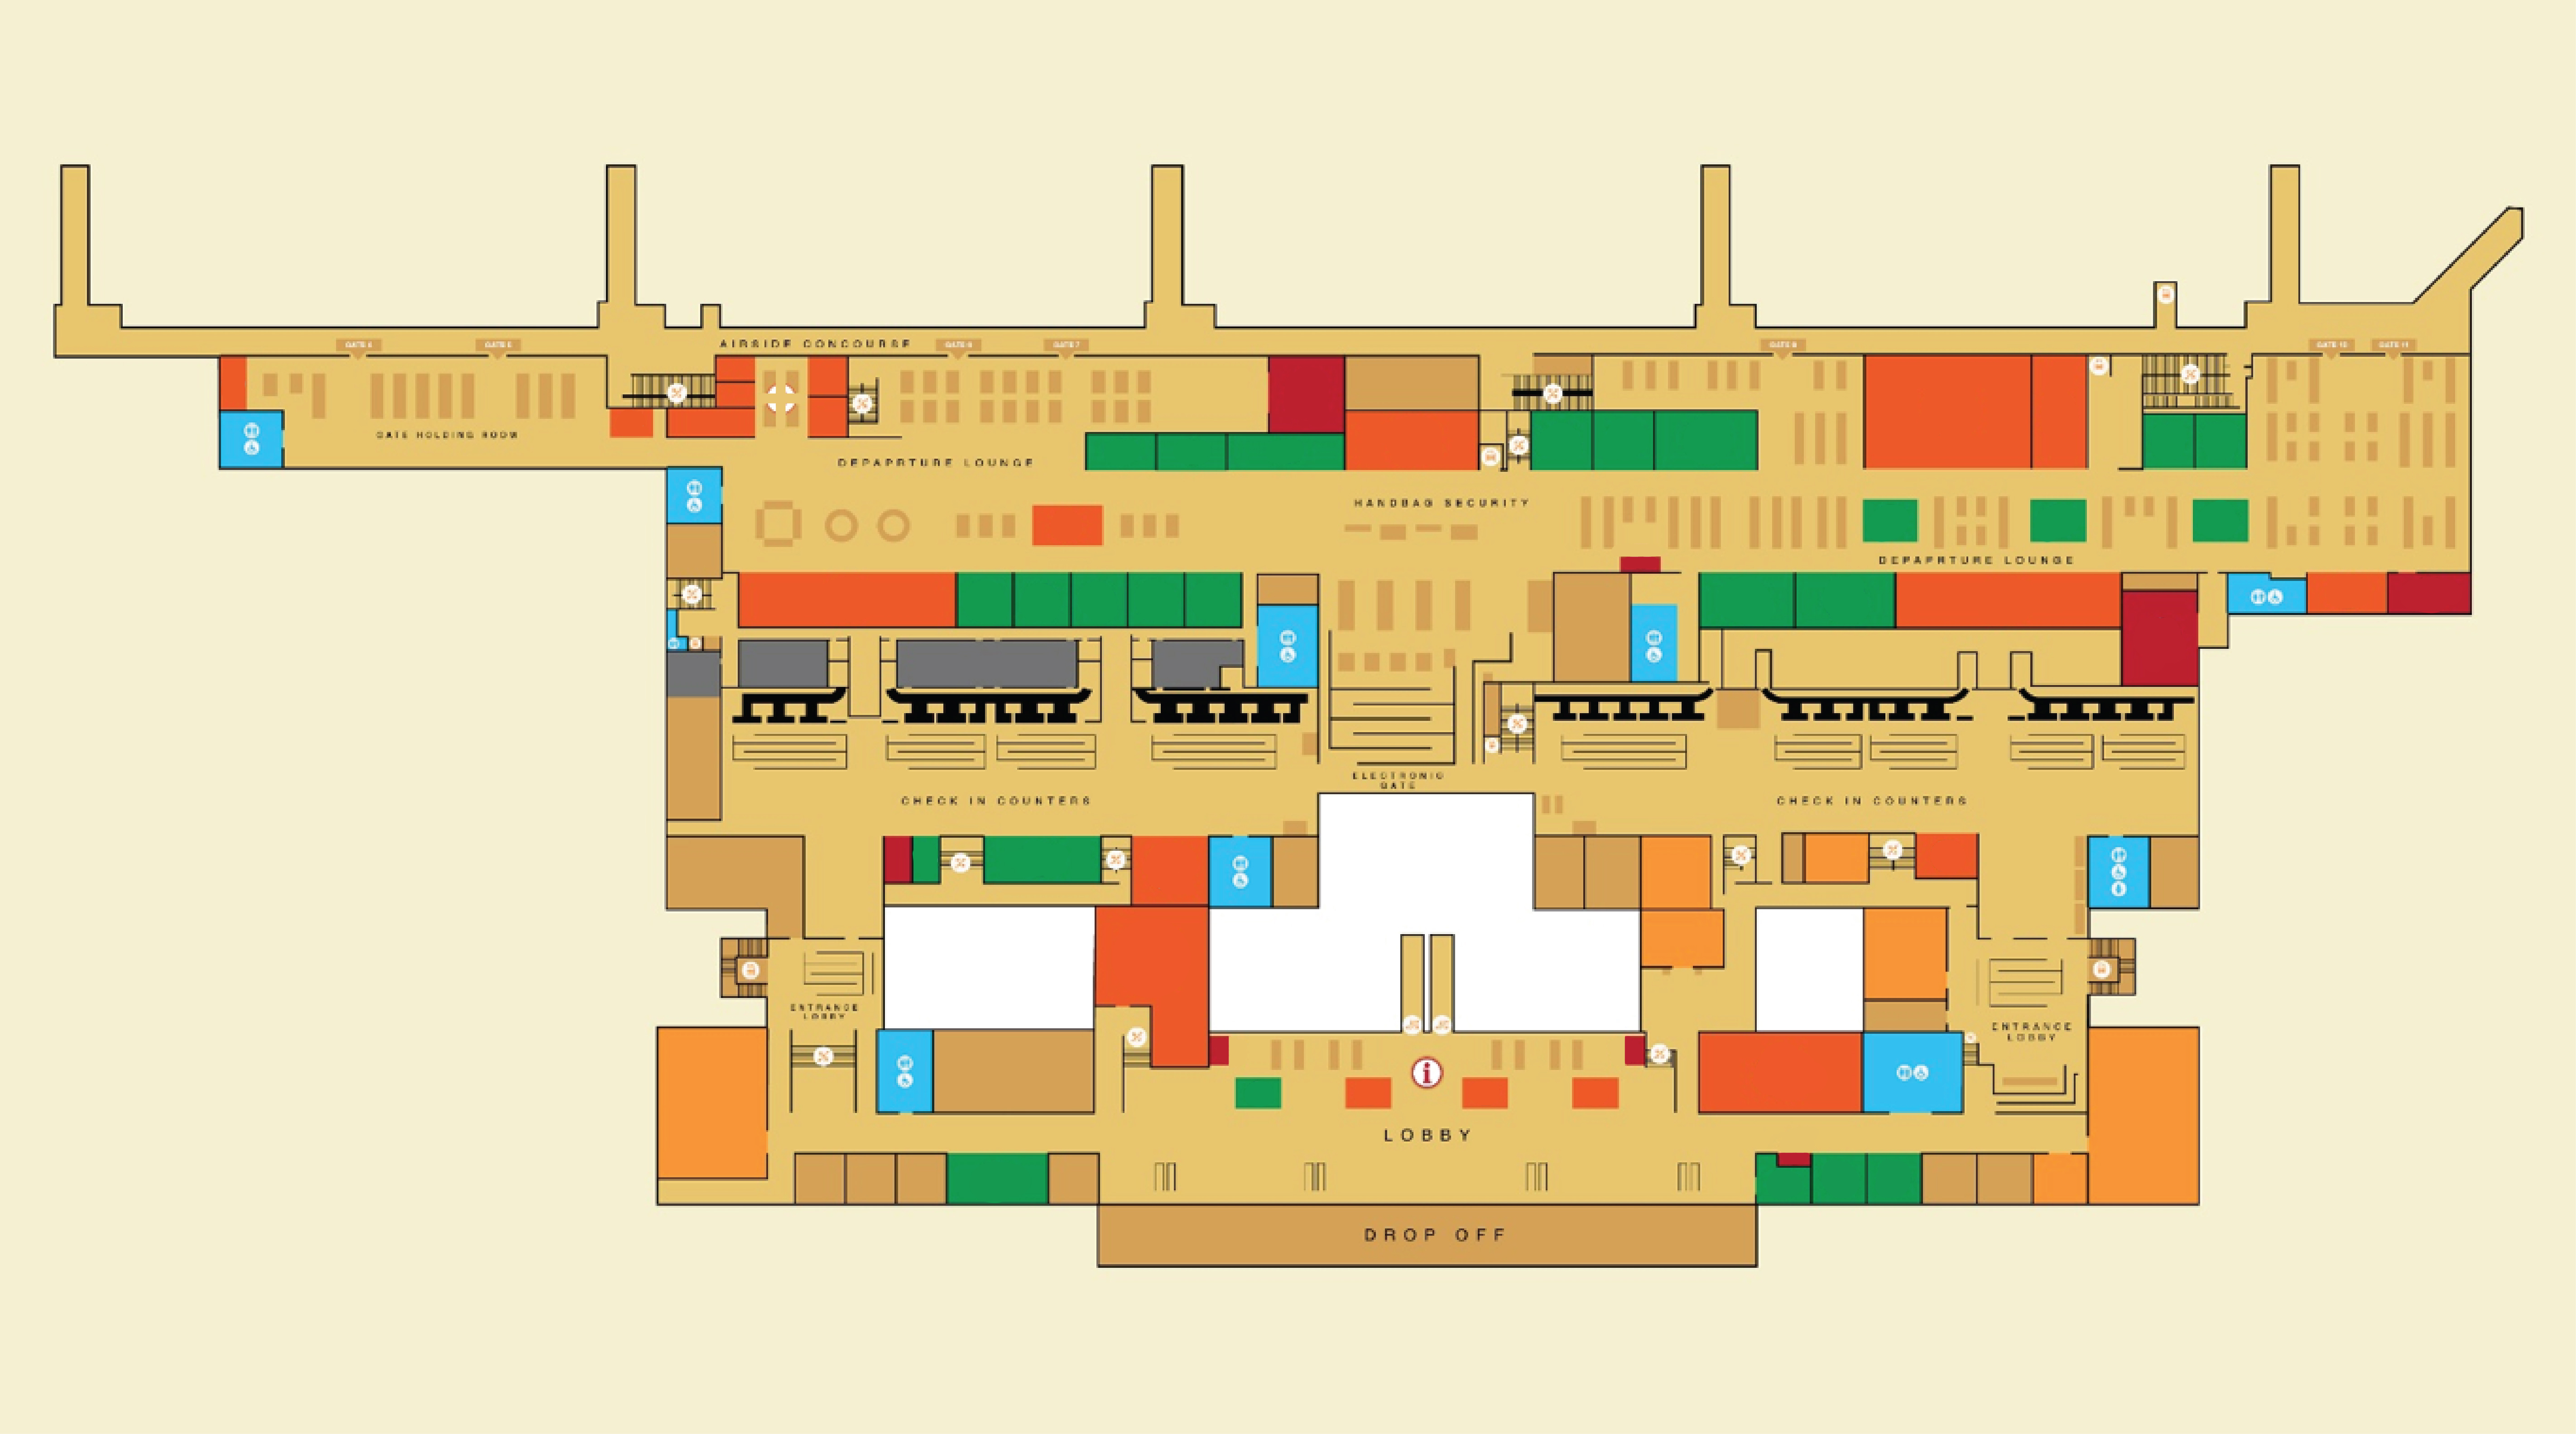 AIRSIDE CONCOURSE
GATE 4
GATE 5
GATE 6
GATE 7
GATE 10
GATE 11
GATE HOLDING ROOM
DEPAPRTURE LOUNGE
HANDBAG SECURITY
DEPAPRTURE LOUNGE
ELECTRONIC
GATE
CHECK IN COUNTERS
CHECK IN COUNTERS
ENTRANCE
LOBBY
ENTRANCE
LOBBY
i
LOBBY
DROP OFF